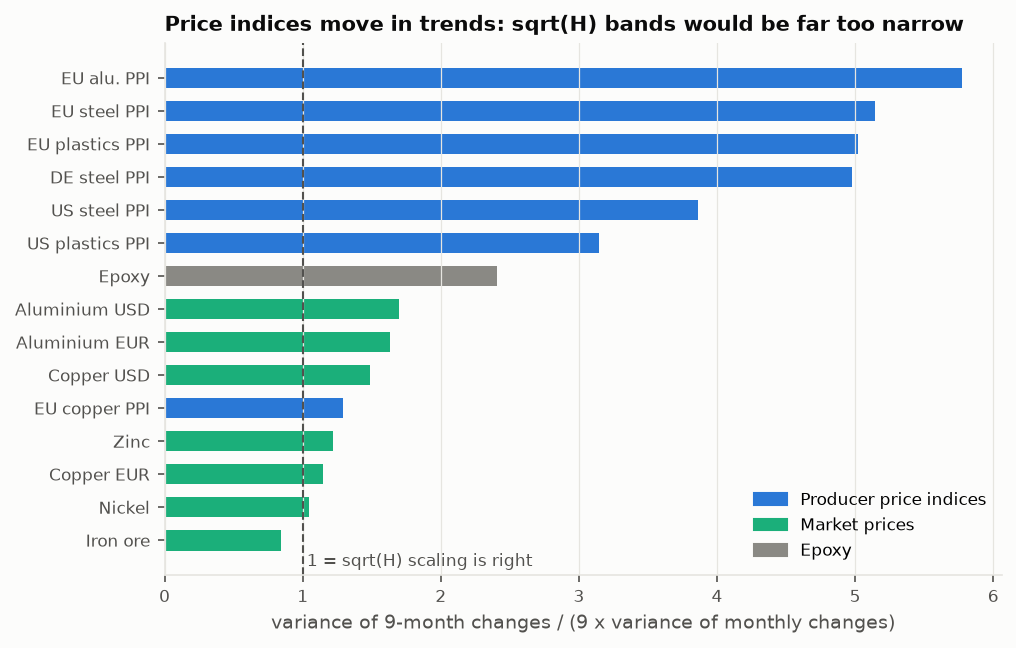 Price indices move in trends: sqrt(H) bands would be far too narrow
EU alu. PPI
EU steel PPI
EU plastics PPI
DE steel PPI
US steel PPI
US plastics PPI
Epoxy
Aluminium USD
Aluminium EUR
Copper USD
EU copper PPI
Zinc
Copper EUR
Nickel
Iron ore
Producer price indices
Market prices
Epoxy
1 = sqrt(H) scaling is right
0 1 2 3 4 5 6
variance of 9-month changes / (9 x variance of monthly changes)